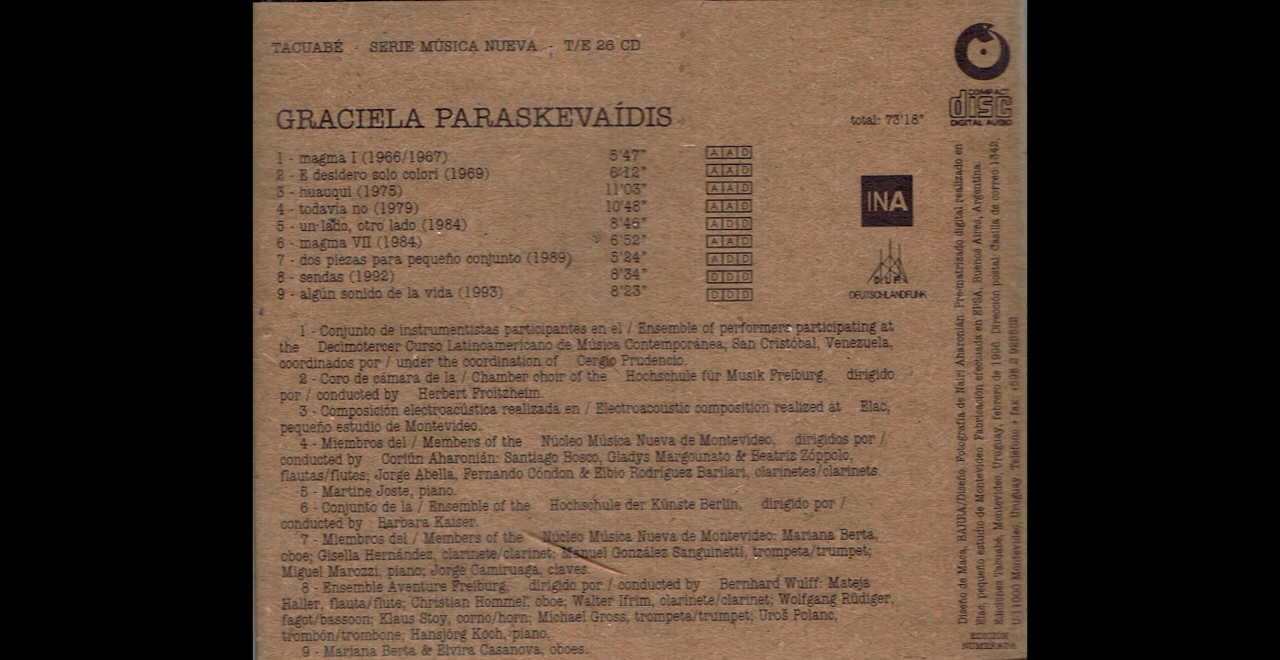 TACUABÉ · SERIE MÚSICA NUEVA - T/E 26 CD
GRACIELA PARASKEVAÍDIS
total: 73'18"
1 - magma I (1966/1967) 5'47" AAD
2 - E desidero solo colori (1969) 6'12" AAD
3 - huauqui (1975) 11'03" AAD
4 - todavía no (1979) 10'48" AAD
5 - un lado, otro lado (1984) 8'46" ADD
6 - magma VII (1984) 6'52" AAD
7 - dos piezas para pequeño conjunto (1989) 5'24" ADD
8 - sendas (1992) 8'34" DDD
9 - algún sonido de la vida (1993) 8'23" DDD
1 - Conjunto de instrumentistas participantes en el / Ensemble of performers participating at
the Decimotercer Curso Latinoamericano de Música Contemporánea, San Cristóbal, Venezuela,
coordinados por / under the coordination of Cergio Prudencio.
2 - Coro de cámara de la / Chamber choir of the Hochschule für Musik Freiburg, dirigido
por / conducted by Herbert Froitzheim.
3 - Composición electroacústica realizada en / Electroacoustic composition realized at Elac,
pequeño estudio de Montevideo.
4 - Miembros del / Members of the Núcleo Música Nueva de Montevideo, dirigidos por /
conducted by Coriún Aharonián: Santiago Bosco, Gladys Margounato & Beatriz Zóppolo,
flautas/flutes; Jorge Abella, Fernando Cóndon & Elbio Rodríguez Barilari, clarinetes/clarinets.
5 - Martine Joste, piano.
6 - Conjunto de la / Ensemble of the Hochschule der Künste Berlin, dirigido por /
conducted by Barbara Kaiser.
7 - Miembros del / Members of the Núcleo Música Nueva de Montevideo: Mariana Berta,
oboe; Gisella Hernández, clarinete/clarinet; Manuel González Sanguinetti, trompeta/trumpet;
Miguel Marozzi, piano; Jorge Camiruaga, claves.
8 - Ensemble Aventure Freiburg, dirigido por / conducted by Bernhard Wulff: Mateja
Haller, flauta/flute; Christian Hommel, oboe; Walter Ifrim, clarinete/clarinet; Wolfgang Rüdiger,
fagot/bassoon; Klaus Stoy, corno/horn; Michael Gross, trompeta/trumpet; Uroš Polanc,
trombón/trombone; Hansjörg Koch, piano.
9 - Mariana Berta & Elvira Casanova, oboes.
COMPACT
disc
DIGITAL AUDIO
INA
DEUTSCHLANDFUNK
Diseño de Maca, BARRA/Diseño. Fotografía de Nairí Aharonián. Pre-matrizado digital realizado en
Elac, pequeño estudio de Montevideo. Fabricación efectuada en EPSA, Buenos Aires, Argentina.
Ediciones Tacuabé, Montevideo, Uruguay, febrero de 1996. Dirección postal: Casilla de correo 1342,
11000 Montevideo, Uruguay. Teléfono + fax:
EDICIÓN
NUMERADA